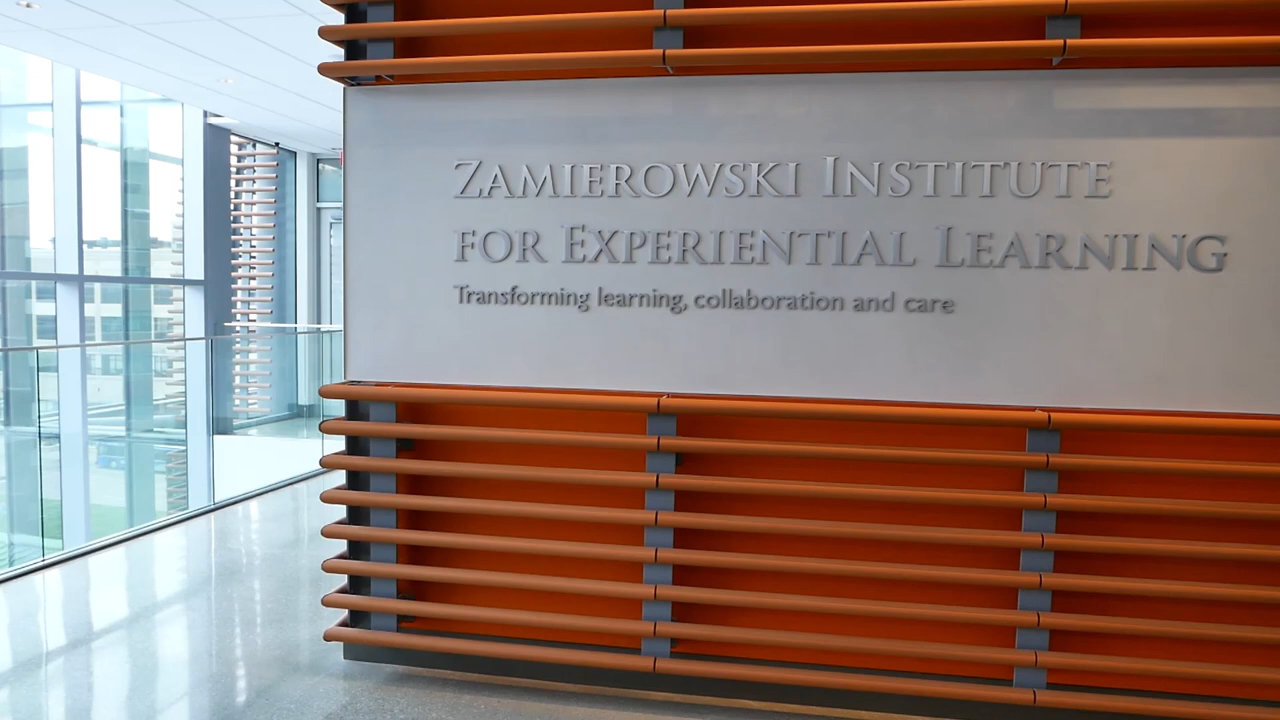 Zamierowski Institute
for Experiential Learning
Transforming learning, collaboration and care